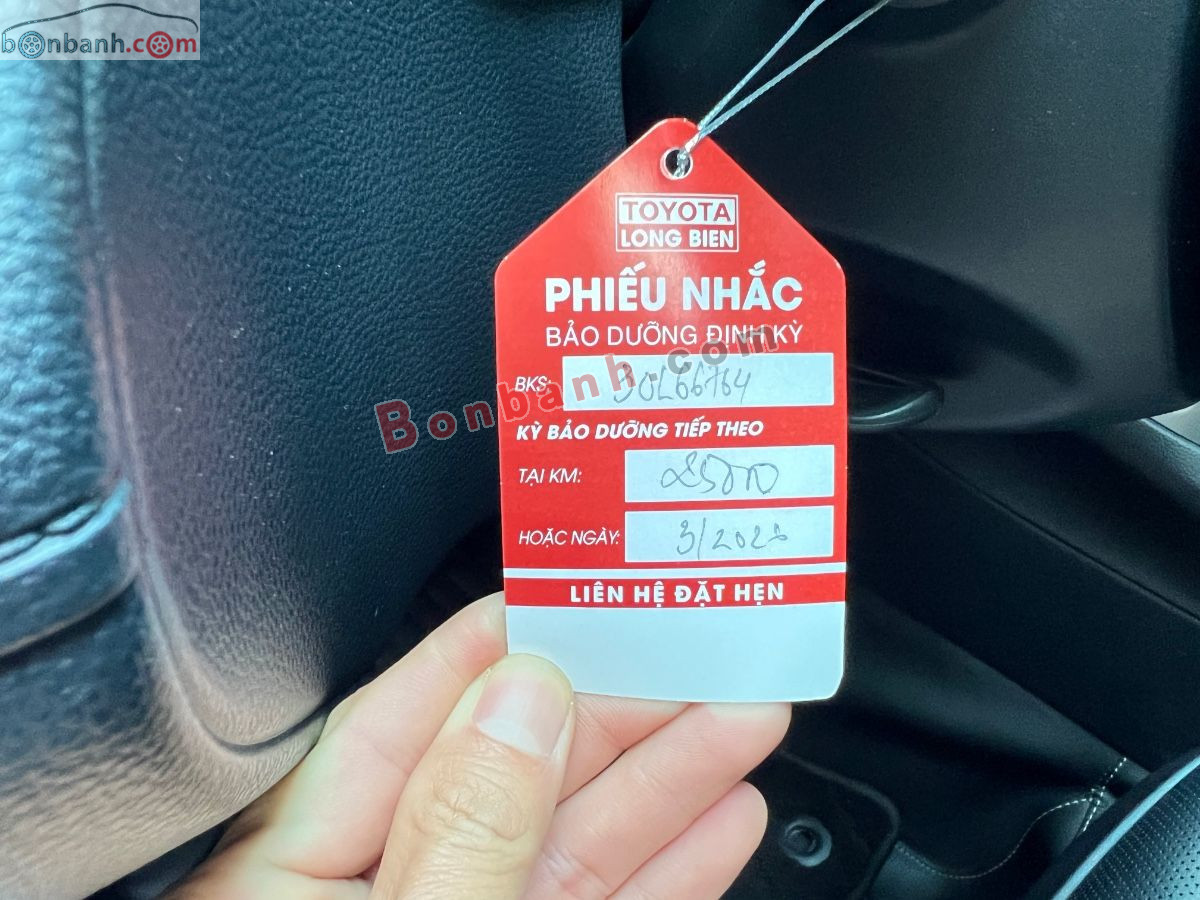 bonbanh.com
TOYOTA
LONG BIEN
PHIẾU NHẮC
BẢO DƯỠNG ĐỊNH KỲ
BKS: 30L66764
Bonbanh.com
KỲ BẢO DƯỠNG TIẾP THEO
TẠI KM: 25000
HOẶC NGÀY:
LIÊN HỆ ĐẶT HẸN